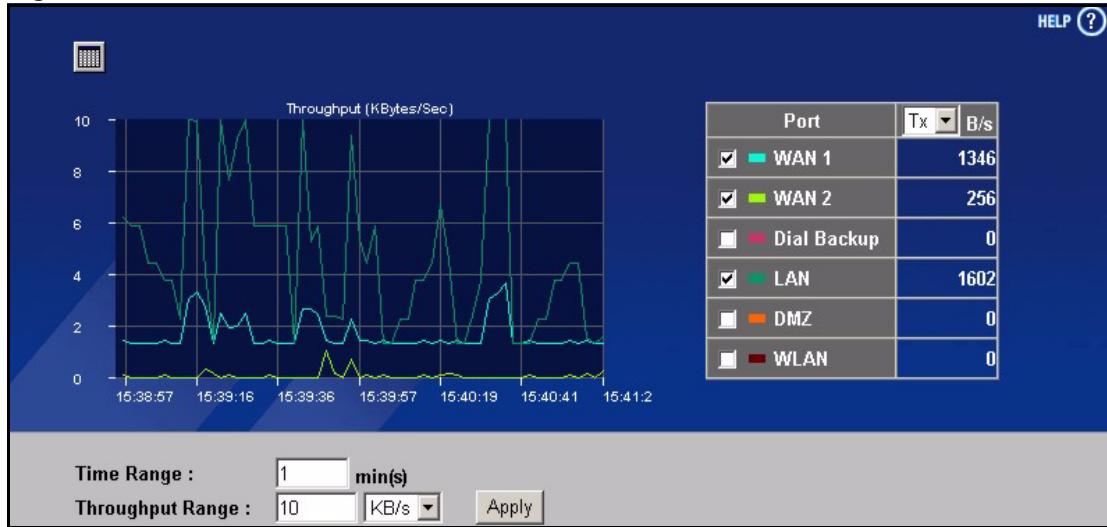 HELP ?
Throughput (KBytes/Sec)
10
8
6
4
2
0
15:38:57 15:39:16 15:39:36 15:39:57 15:40:19 15:40:41 15:41:2
Port Tx B/s
WAN 1 1346
WAN 2 256
Dial Backup 0
LAN 1602
DMZ 0
WLAN 0
Time Range : 1 min(s)
Throughput Range : 10 KB/s Apply